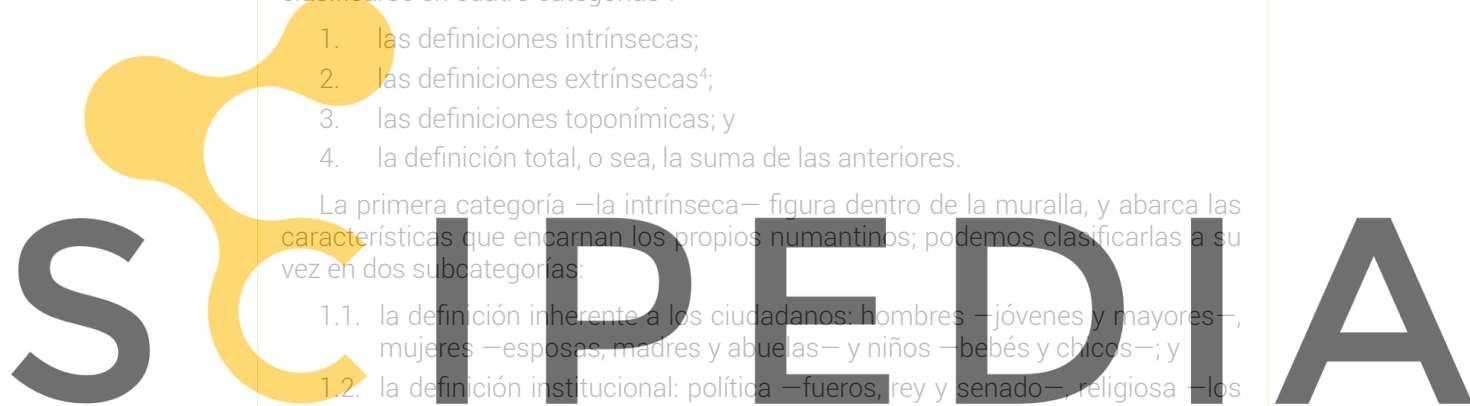 clasificarlos en cuatro categorías³:
1. las definiciones intrínsecas;
2. las definiciones extrínsecas⁴;
3. las definiciones toponímicas; y
4. la definición total, o sea, la suma de las anteriores.
La primera categoría —la intrínseca— figura dentro de la muralla, y abarca las
características que encarnan los propios numantinos; podemos clasificarlas a su
vez en dos subcategorías:
1.1. la definición inherente a los ciudadanos: hombres —jóvenes y mayores—,
mujeres —esposas, madres y abuelas— y niños —bebés y chicos—; y
1.2. la definición institucional: política —fueros, rey y senado—, religiosa —los
SCIPEDIA